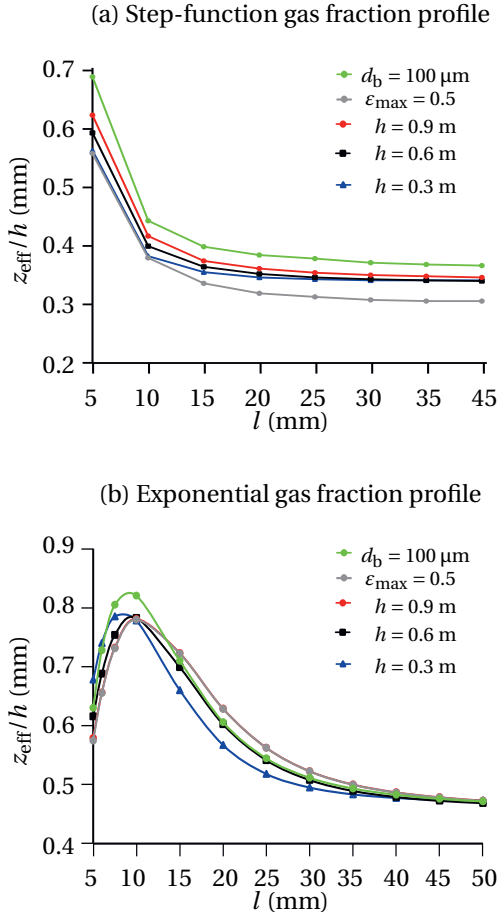 (a) Step-function gas fraction profile
0.7
0.6
0.5
0.4
0.3
0.2
z_eff/h (mm)
d_b = 100 µm
ε_max = 0.5
h = 0.9 m
h = 0.6 m
h = 0.3 m
5 10 15 20 25 30 35 45
l (mm)
(b) Exponential gas fraction profile
0.9
0.8
0.7
0.6
0.5
0.4
z_eff/h (mm)
d_b = 100 µm
ε_max = 0.5
h = 0.9 m
h = 0.6 m
h = 0.3 m
5 10 15 20 25 30 35 40 45 50
l (mm)